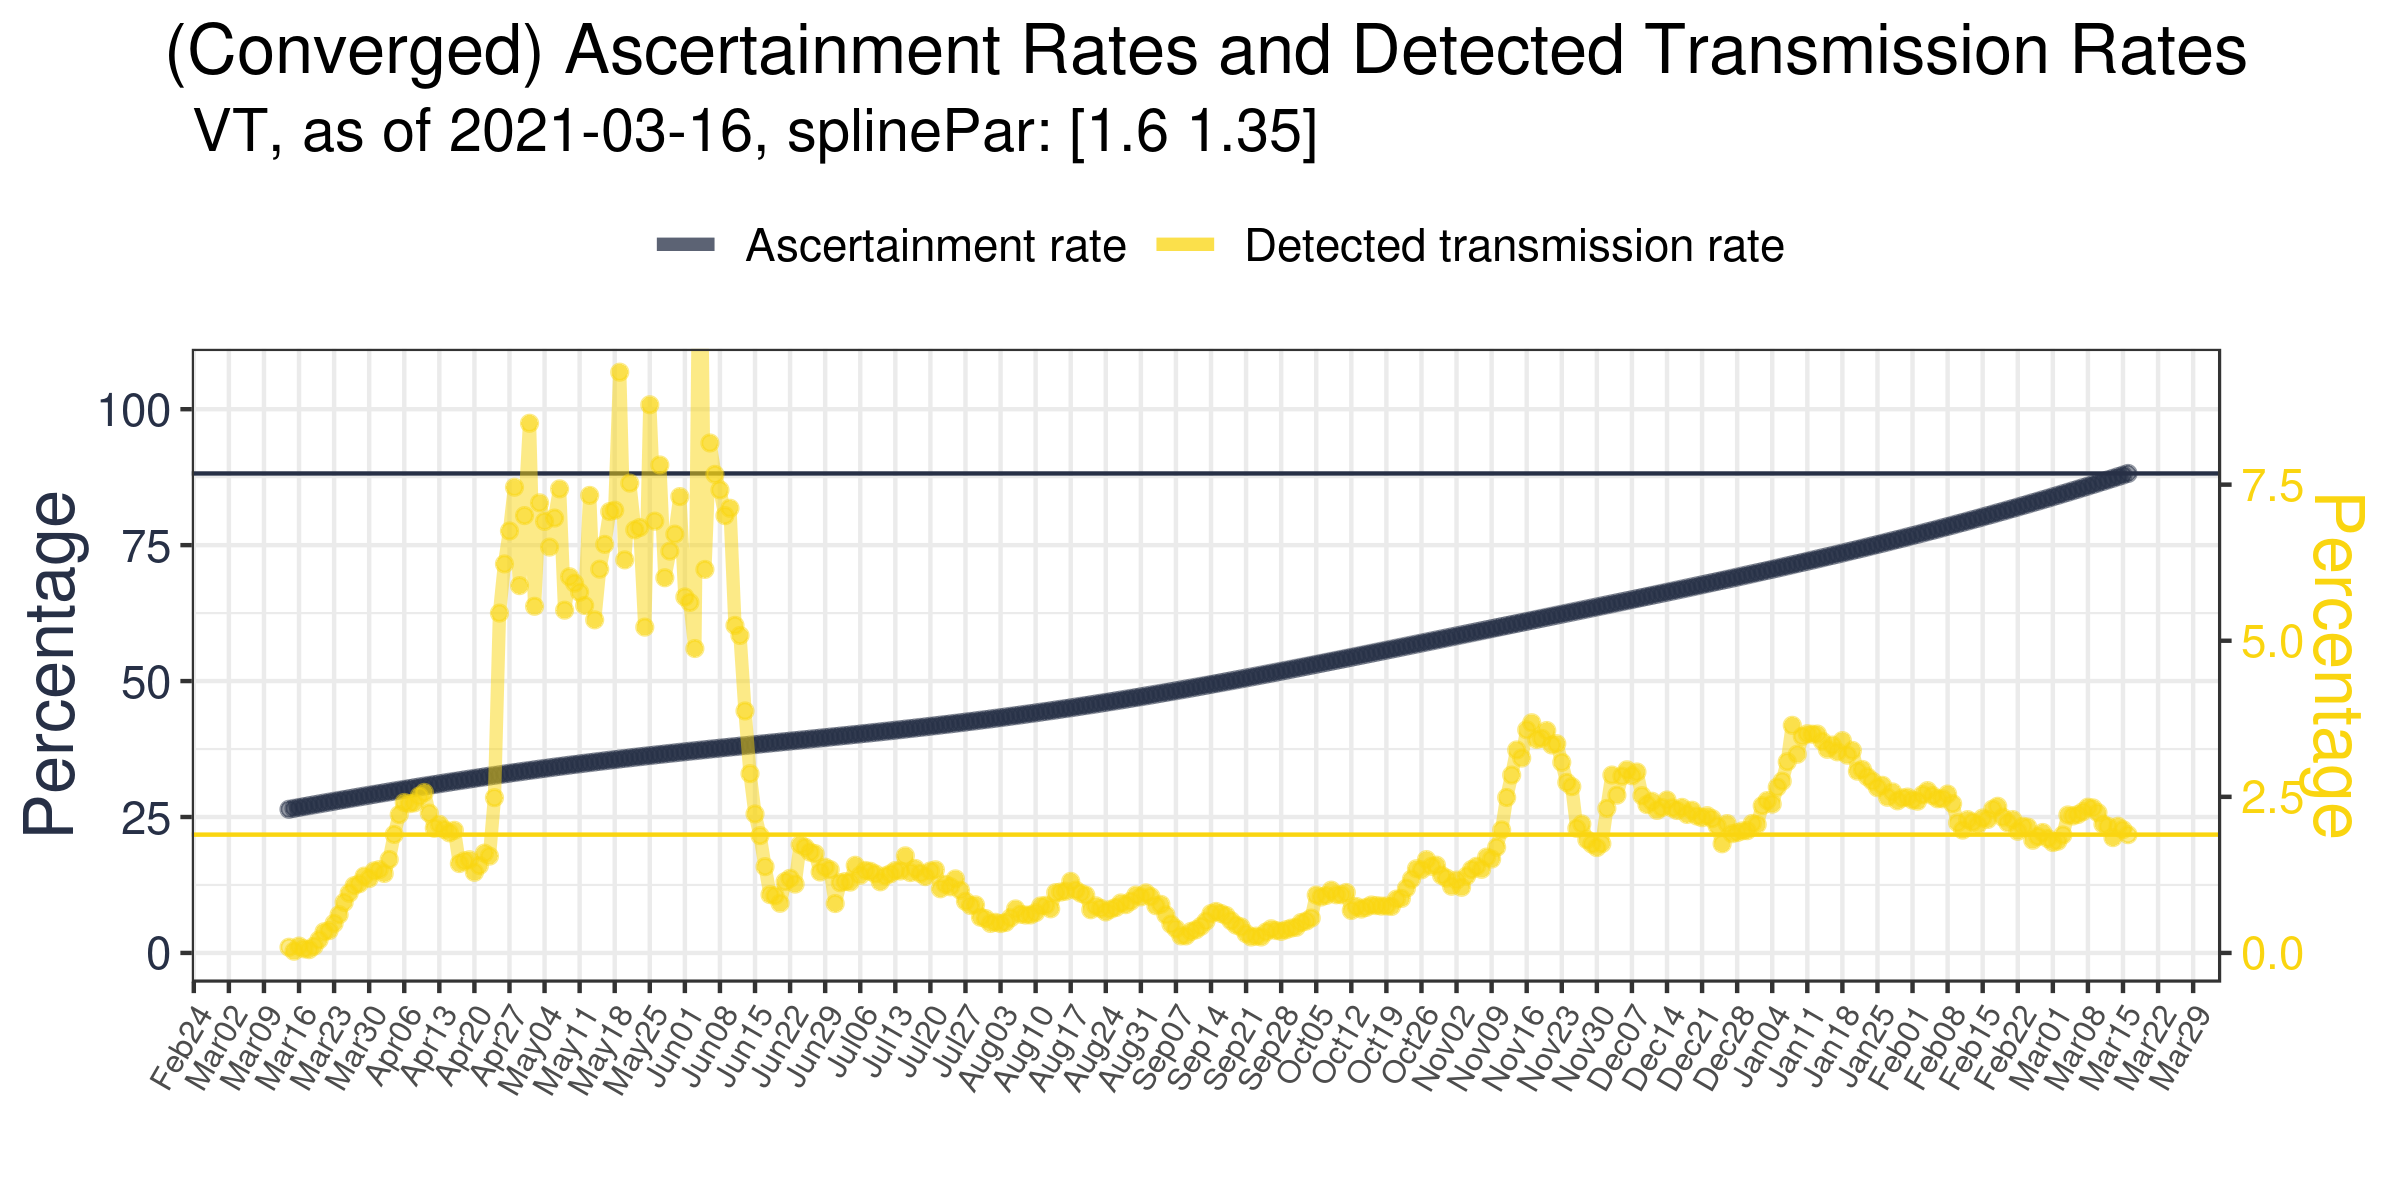 (Converged) Ascertainment Rates and Detected Transmission Rates
VT, as of 2021-03-16, splinePar: [1.6 1.35]
Ascertainment rate Detected transmission rate
Percentage
100
75
50
25
0
7.5
5.0
2.5
0.0
Percentage
Feb24 Mar02 Mar09 Mar16 Mar23 Mar30 Apr06 Apr13 Apr20 Apr27 May04 May11 May18 May25 Jun01 Jun08 Jun15 Jun22 Jun29 Jul06 Jul13 Jul20 Jul27 Aug03 Aug10 Aug17 Aug24 Aug31 Sep07 Sep14 Sep21 Sep28 Oct05 Oct12 Oct19 Oct26 Nov02 Nov09 Nov16 Nov23 Nov30 Dec07 Dec14 Dec21 Dec28 Jan04 Jan11 Jan18 Jan25 Feb01 Feb08 Feb15 Feb22 Mar01 Mar08 Mar15 Mar22 Mar29